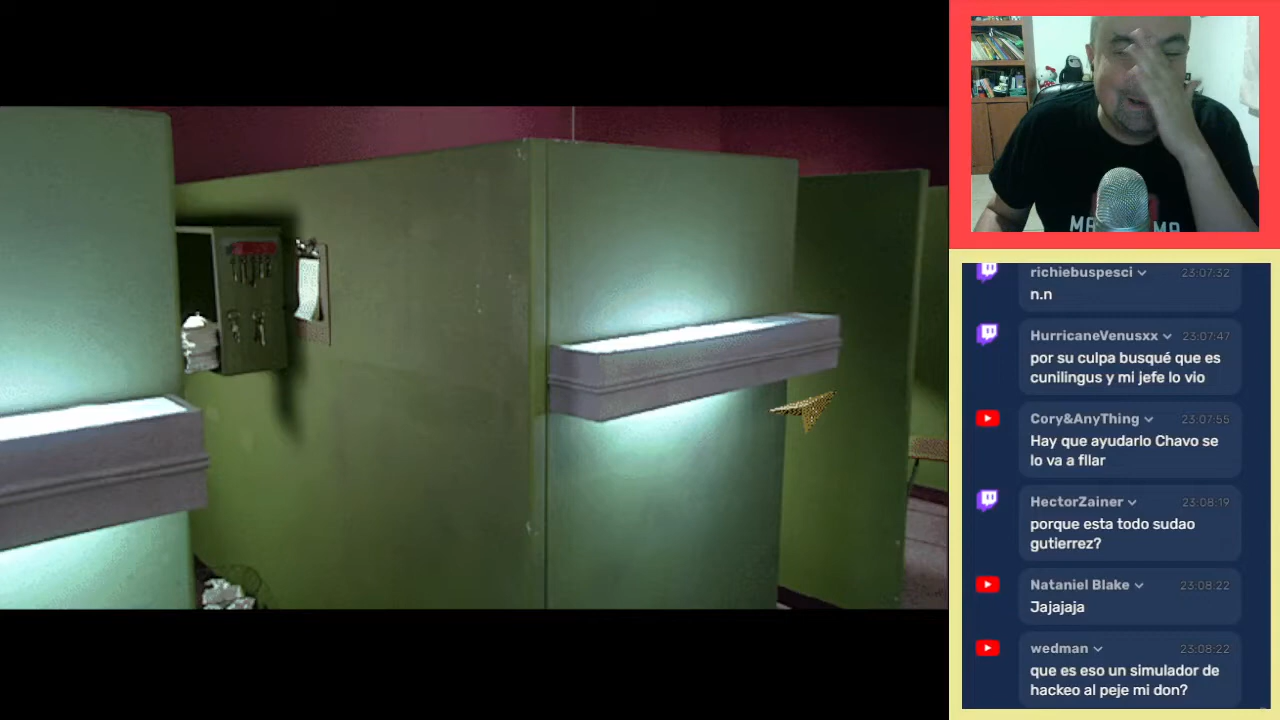 richiebuspesci 23:07:32
n.n
HurricaneVenusxx 23:07:47
por su culpa busqué que es
cunilingus y mi jefe lo vio
Cory&AnyThing 23:07:55
Hay que ayudarlo Chavo se
lo va a fllar
HectorZainer 23:08:19
porque esta todo sudao
gutierrez?
Nataniel Blake 23:08:22
Jajajaja
wedman 23:08:22
que es eso un simulador de
hackeo al peje mi don?